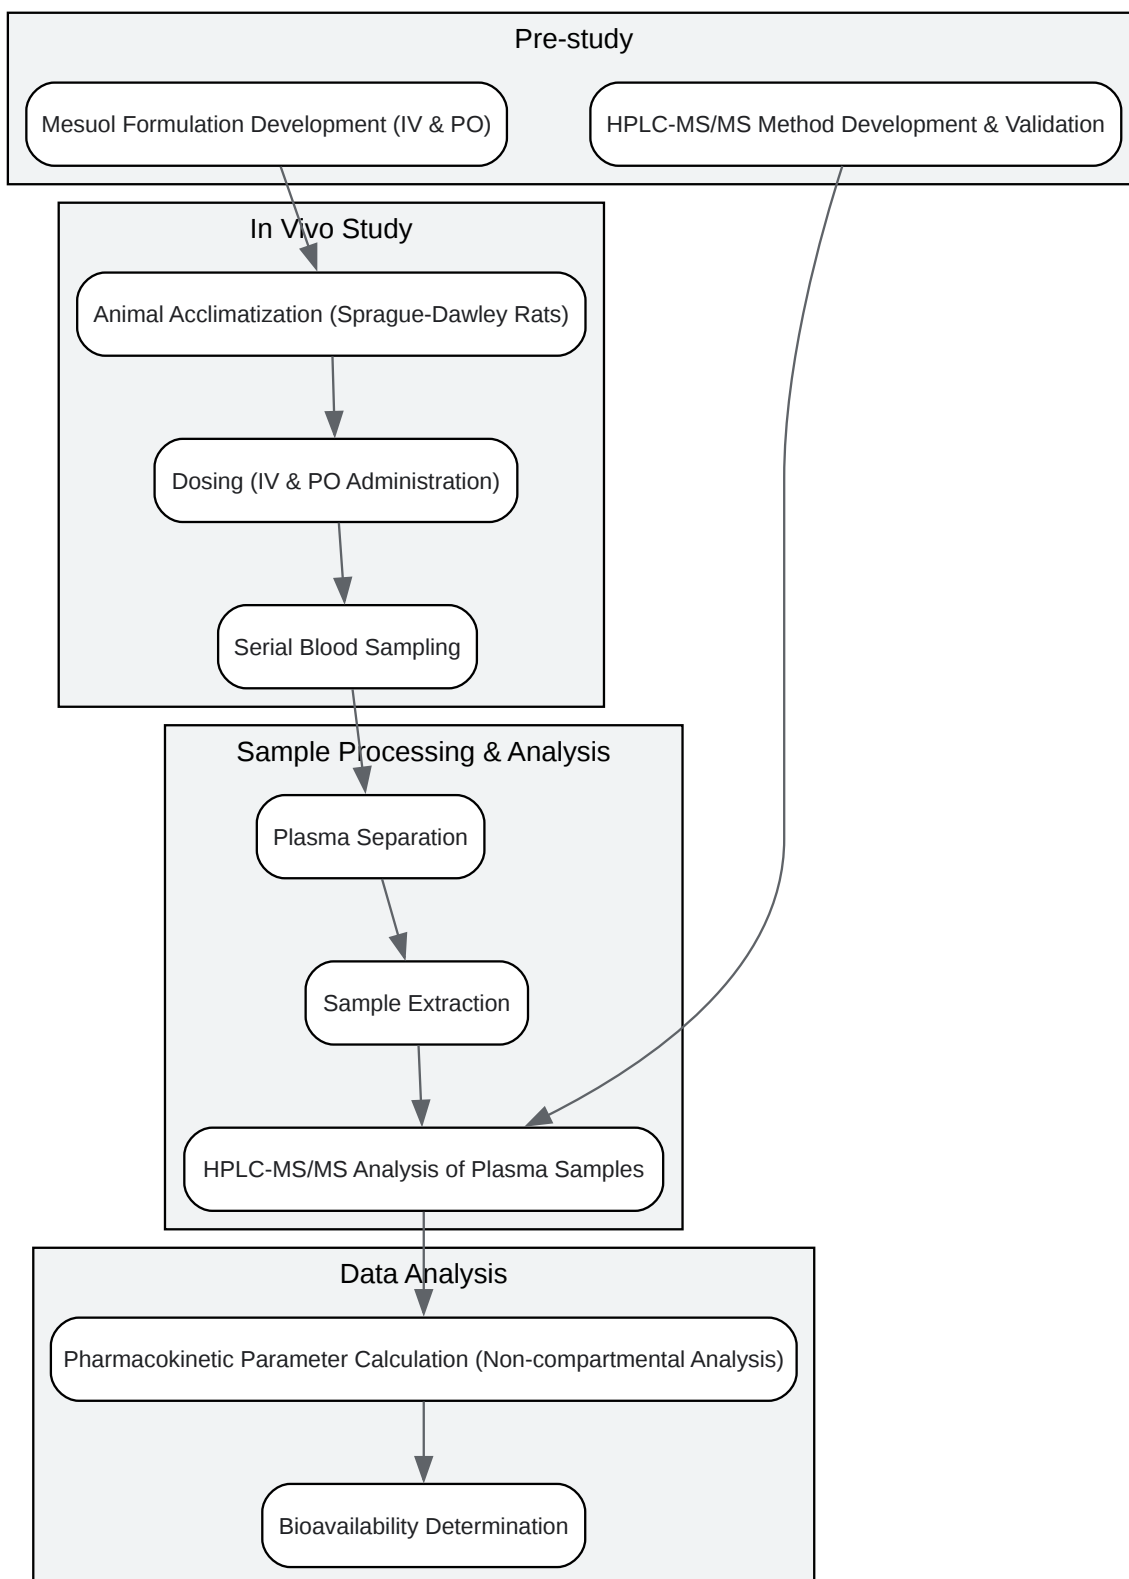 Pre-study
Mesuol Formulation Development (IV & PO)
HPLC-MS/MS Method Development & Validation
In Vivo Study
Animal Acclimatization (Sprague-Dawley Rats)
Dosing (IV & PO Administration)
Serial Blood Sampling
Sample Processing & Analysis
Plasma Separation
Sample Extraction
HPLC-MS/MS Analysis of Plasma Samples
Data Analysis
Pharmacokinetic Parameter Calculation (Non-compartmental Analysis)
Bioavailability Determination